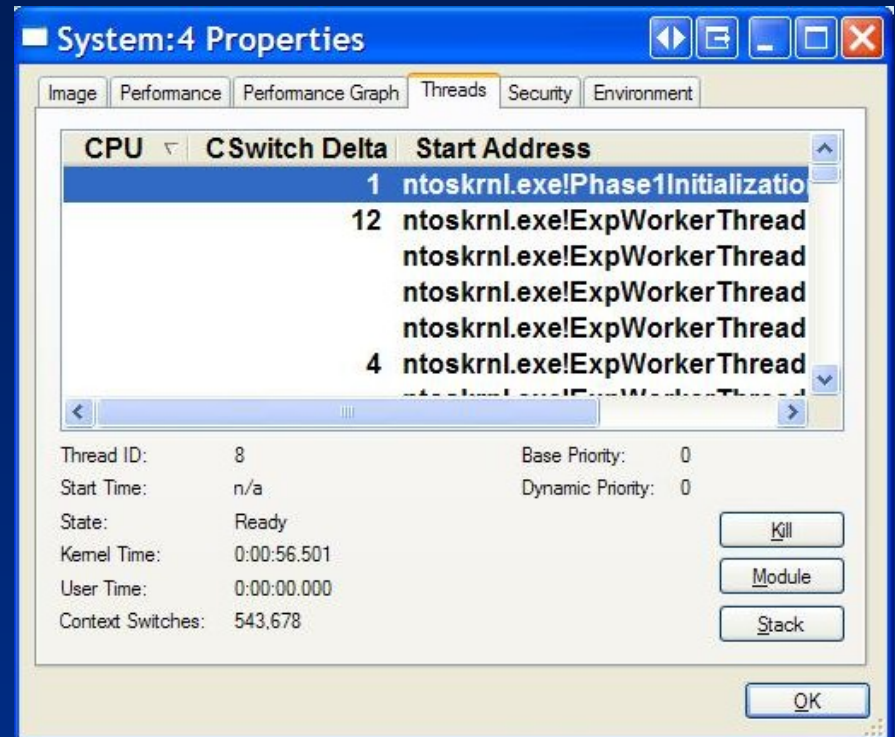 System:4 Properties
Image Performance Performance Graph Threads Security Environment
CPU CSwitch Delta Start Address
1 ntoskrnl.exe!Phase1Initializatio
12 ntoskrnl.exe!ExpWorkerThread
ntoskrnl.exe!ExpWorkerThread
ntoskrnl.exe!ExpWorkerThread
ntoskrnl.exe!ExpWorkerThread
4 ntoskrnl.exe!ExpWorkerThread
Thread ID: 8 Base Priority: 0
Start Time: n/a Dynamic Priority: 0
State: Ready
Kill
Kernel Time: 0:00:56.501
User Time: 0:00:00.000
Module
Context Switches: 543,678
Stack
OK